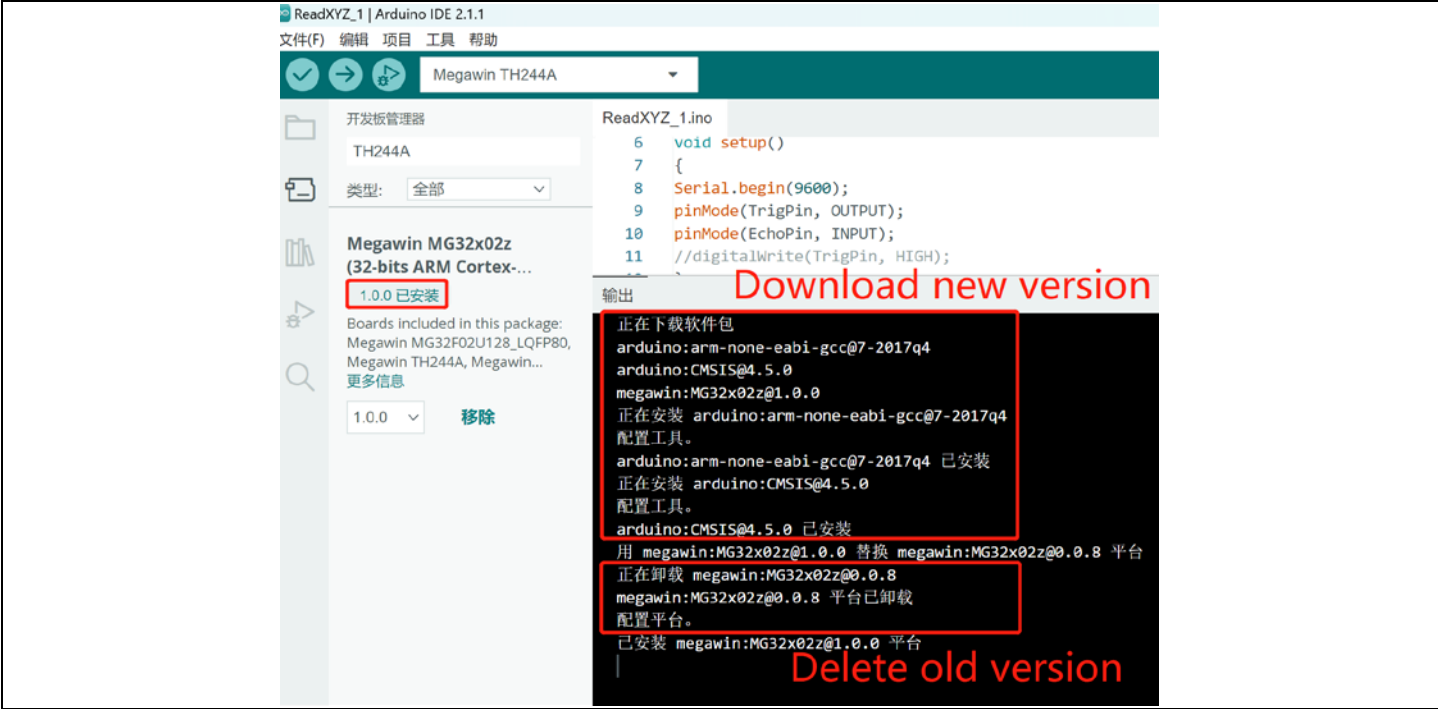 ReadXYZ_1 | Arduino IDE 2.1.1
文件(F) 编辑 项目 工具 帮助
Megawin TH244A
开发板管理器
TH244A
类型: 全部
Megawin MG32x02z
(32-bits ARM Cortex-...
1.0.0 已安装
Boards included in this package:
Megawin MG32F02U128_LQFP80,
Megawin TH244A, Megawin...
更多信息
1.0.0 移除
ReadXYZ_1.ino
6 void setup()
7 {
8 Serial.begin(9600);
9 pinMode(TrigPin, OUTPUT);
10 pinMode(EchoPin, INPUT);
11 //digitalWrite(TrigPin, HIGH);
Download new version
输出
正在下载软件包
arduino:arm-none-eabi-gcc@7-2017q4
arduino:CMSIS@4.5.0
megawin:MG32x02z@1.0.0
正在安装 arduino:arm-none-eabi-gcc@7-2017q4
配置工具。
arduino:arm-none-eabi-gcc@7-2017q4 已安装
正在安装 arduino:CMSIS@4.5.0
配置工具。
arduino:CMSIS@4.5.0 已安装
用 megawin:MG32x02z@1.0.0 替换 megawin:MG32x02z@0.0.8 平台
正在卸载 megawin:MG32x02z@0.0.8
megawin:MG32x02z@0.0.8 平台已卸载
配置平台。
已安装 megawin:MG32x02z@1.0.0 平台
Delete old version